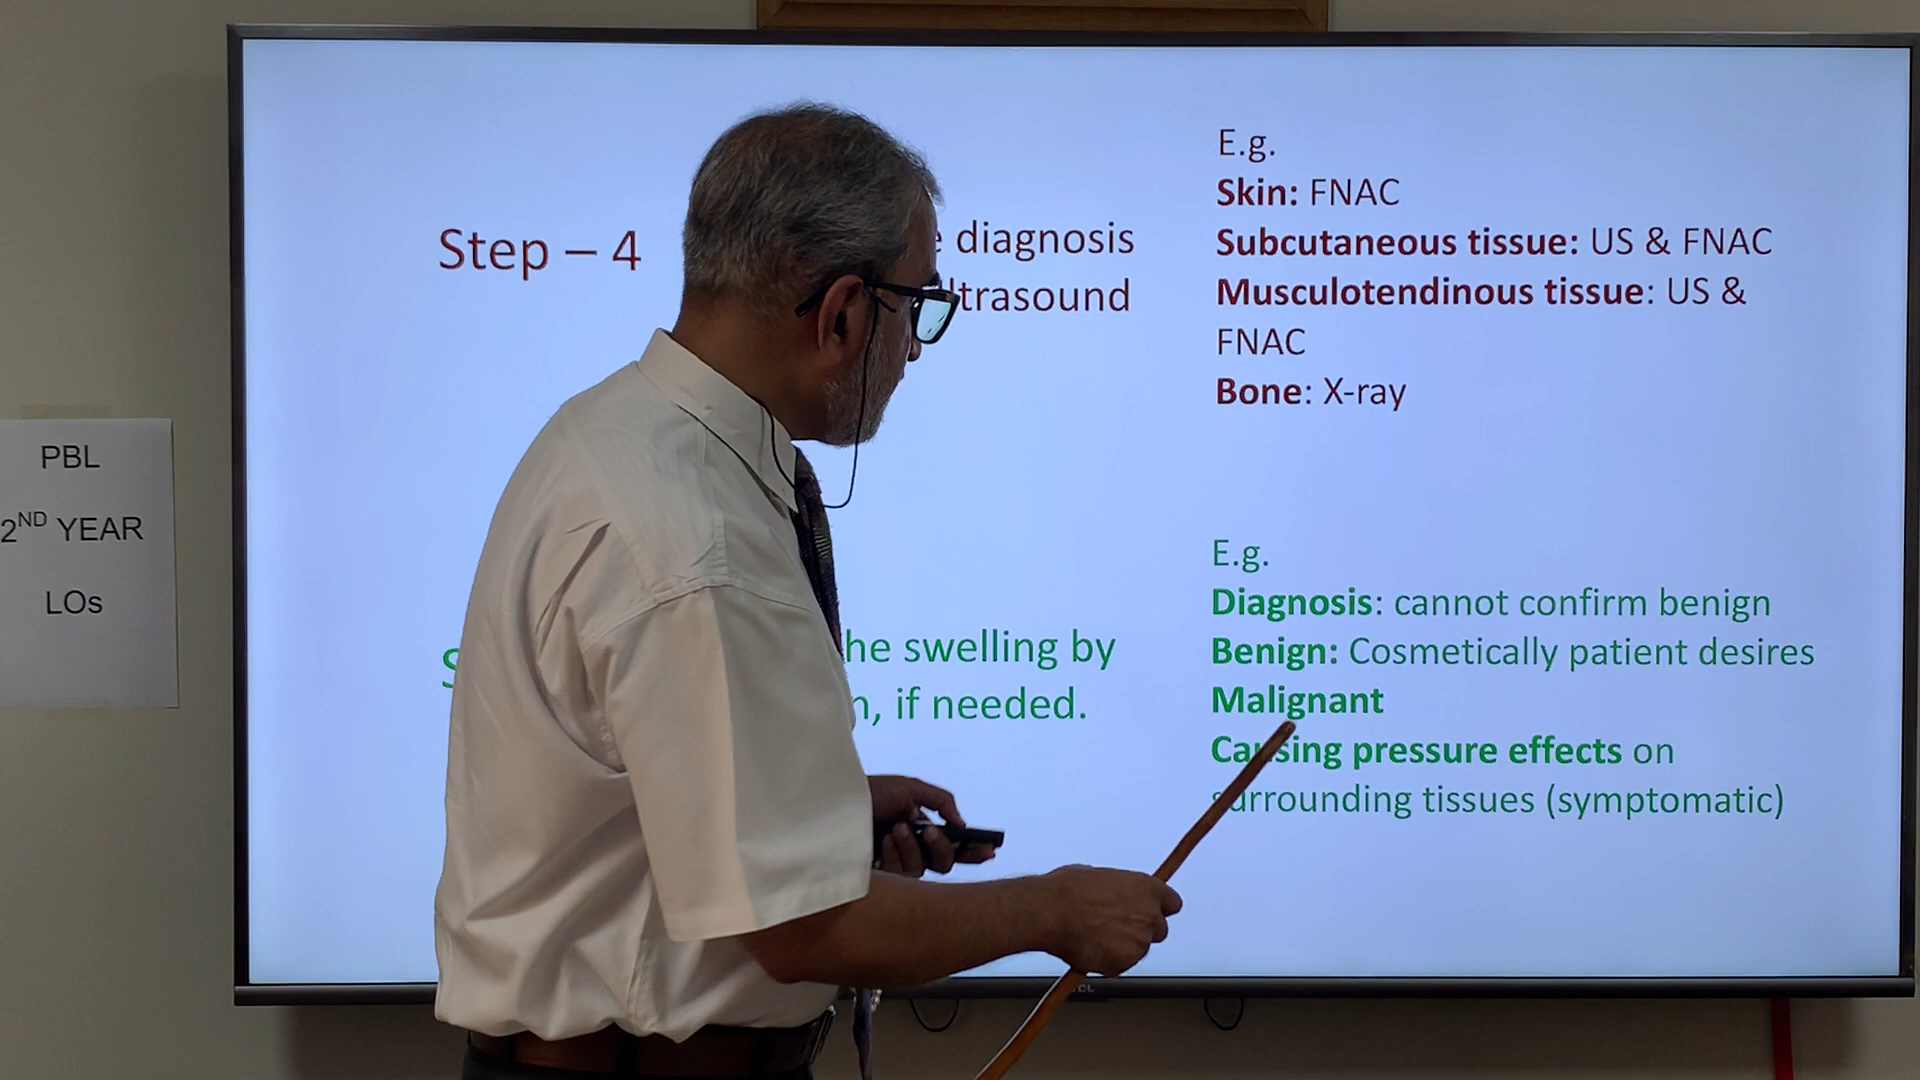 PBL
2ND YEAR
LOs
Step – 4
diagnosis
ltrasound
E.g.
Skin: FNAC
Subcutaneous tissue: US & FNAC
Musculotendinous tissue: US &
FNAC
Bone: X-ray
he swelling by
n, if needed.
E.g.
Diagnosis: cannot confirm benign
Benign: Cosmetically patient desires
Malignant
Causing pressure effects on
surrounding tissues (symptomatic)